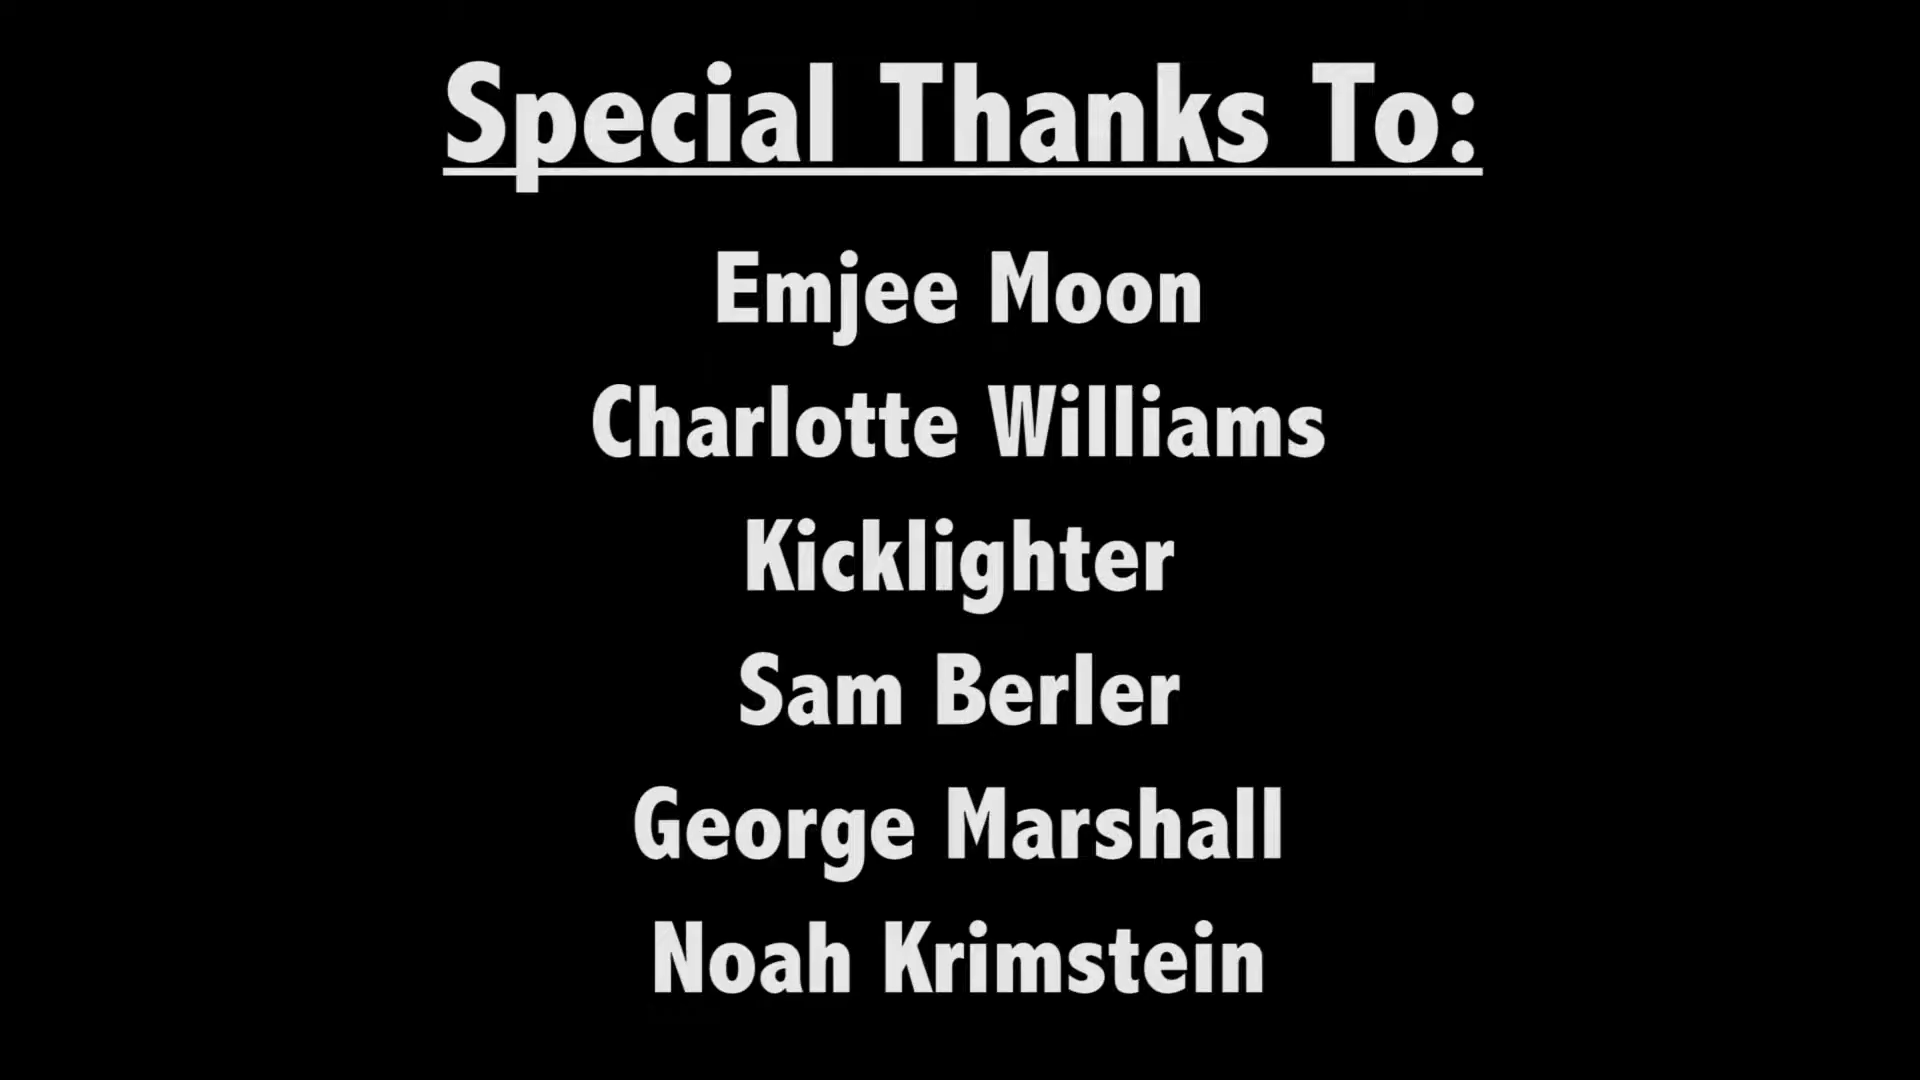 Special Thanks To:
Emjee Moon
Charlotte Williams
Kicklighter
Sam Berler
George Marshall
Noah Krimstein